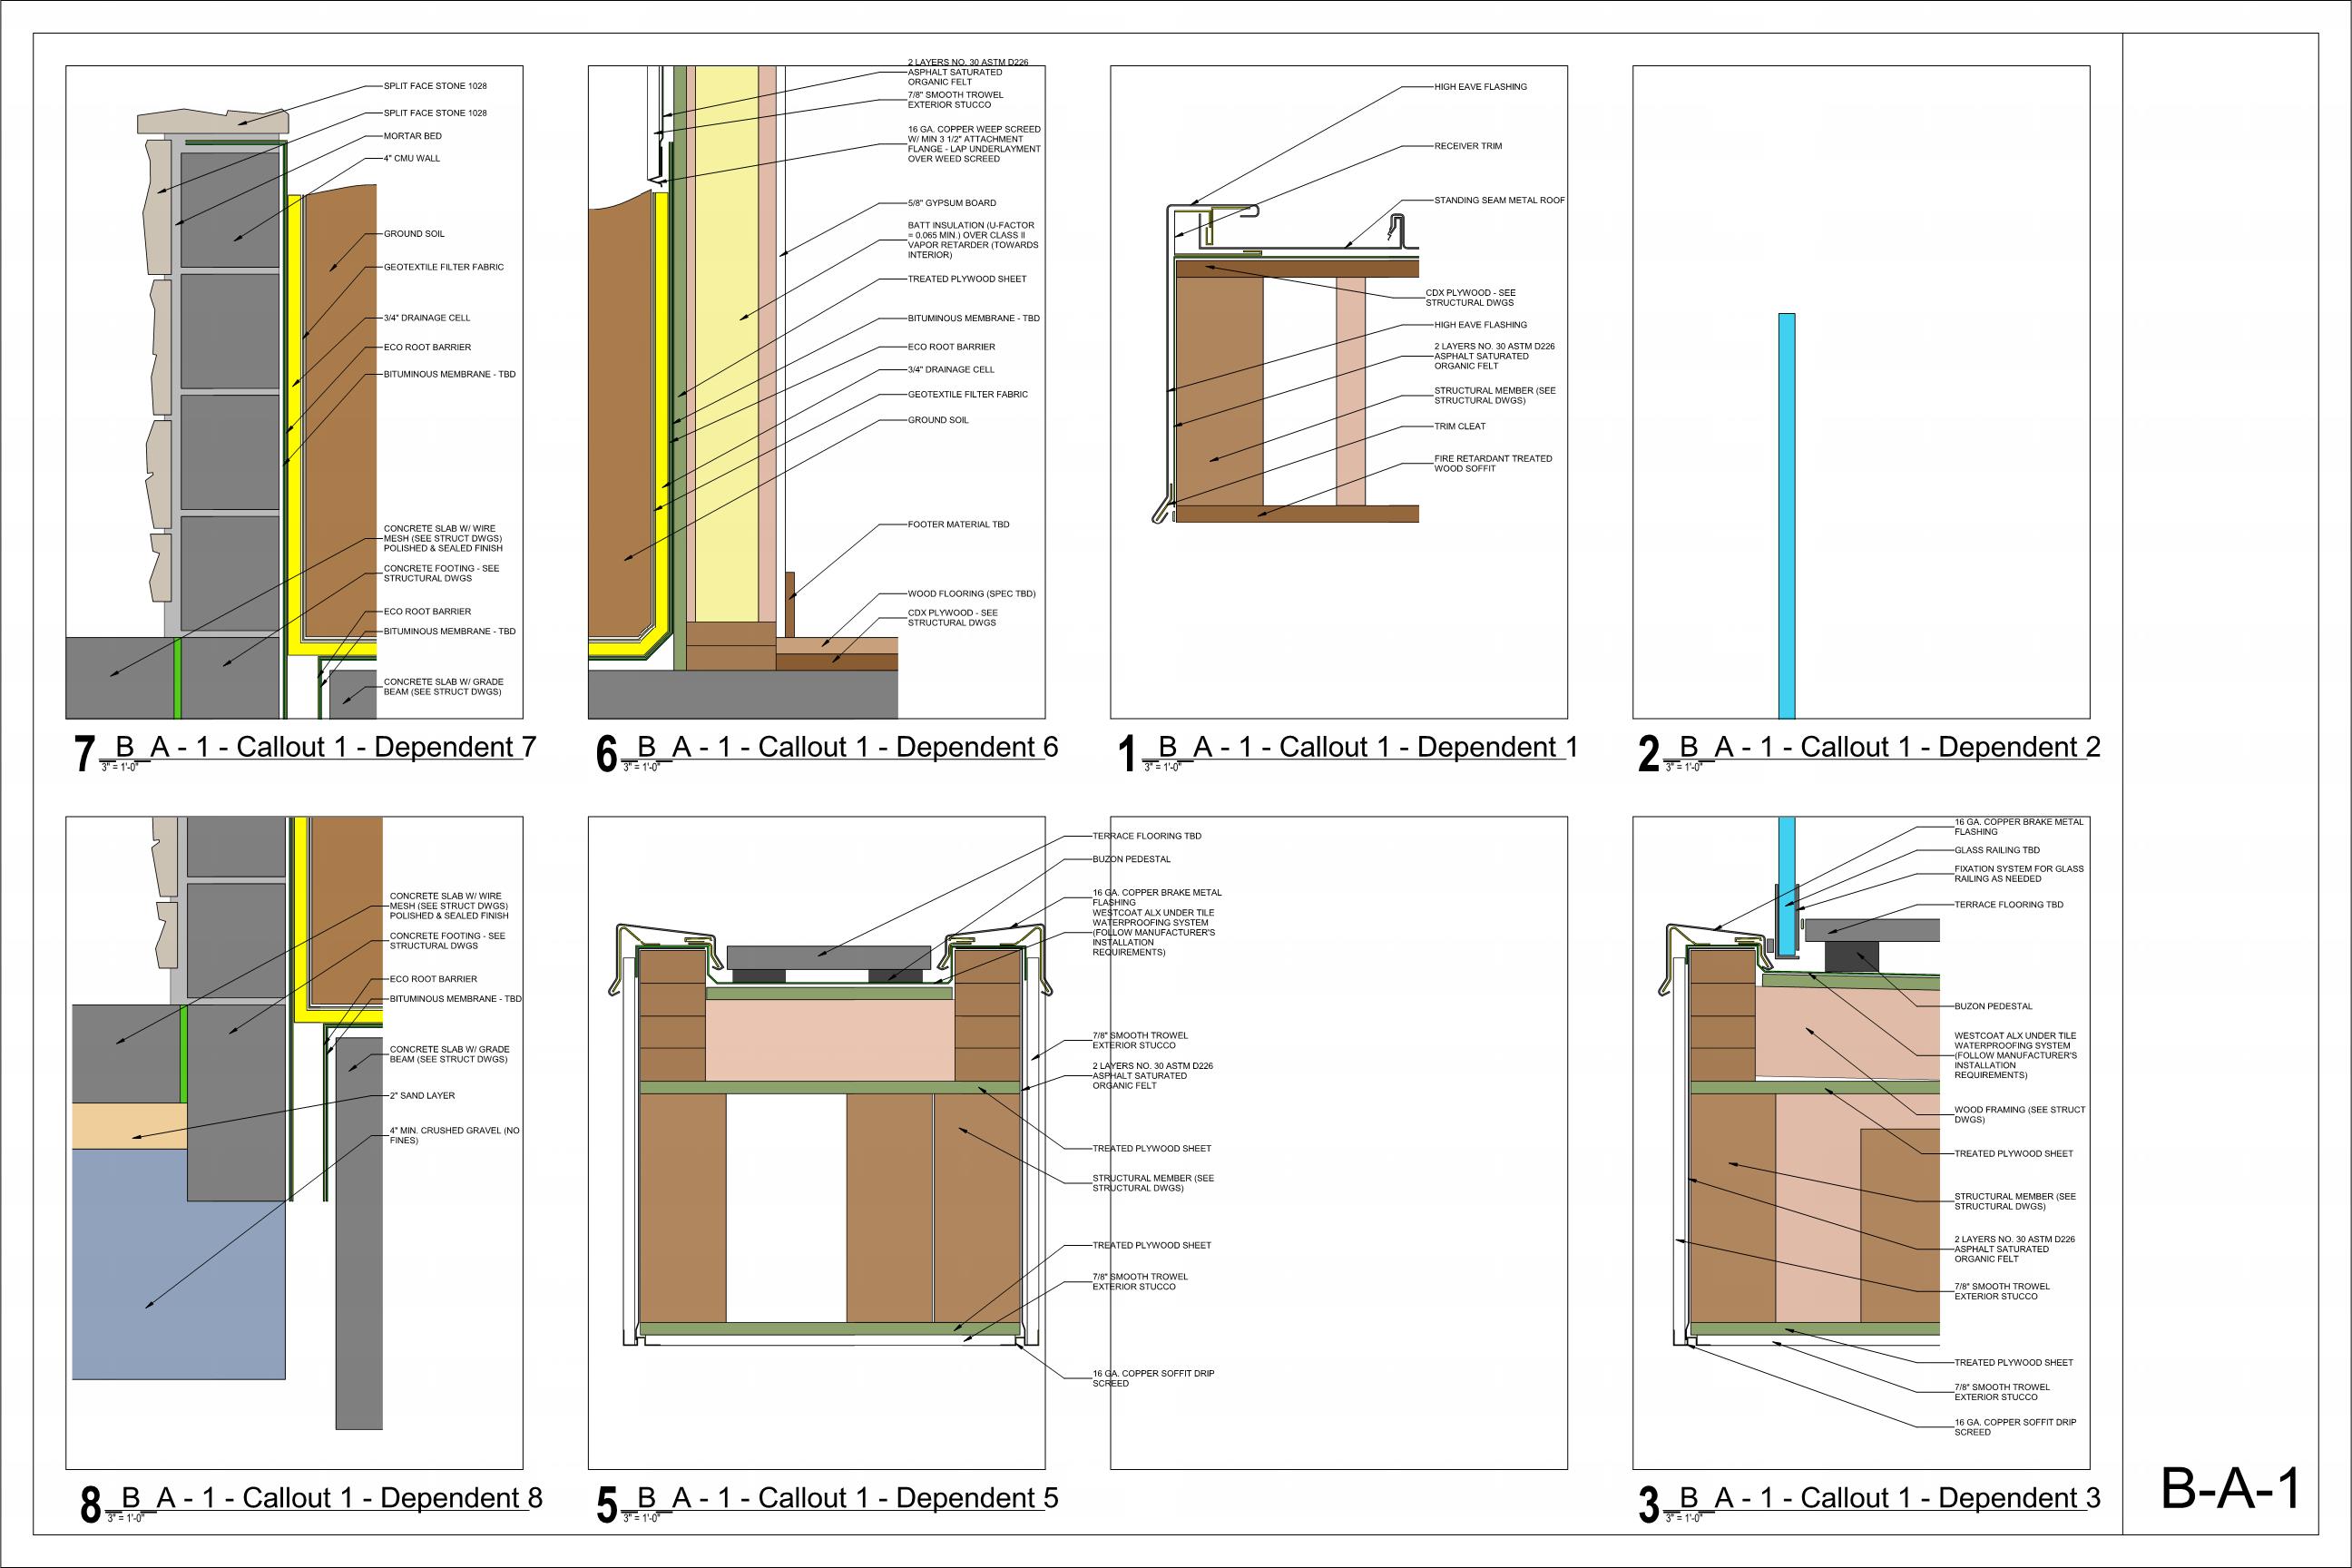 SPLIT FACE STONE 1028
SPLIT FACE STONE 1028
MORTAR BED
4" CMU WALL
GROUND SOIL
GEOTEXTILE FILTER FABRIC
3/4" DRAINAGE CELL
ECO ROOT BARRIER
BITUMINOUS MEMBRANE - TBD
CONCRETE SLAB W/ WIRE
MESH (SEE STRUCT DWGS)
POLISHED & SEALED FINISH
CONCRETE FOOTING - SEE
STRUCTURAL DWGS
ECO ROOT BARRIER
BITUMINOUS MEMBRANE - TBD
CONCRETE SLAB W/ GRADE
BEAM (SEE STRUCT DWGS)
7 B_A - 1 - Callout 1 - Dependent 7
3" = 1'-0"
2 LAYERS NO. 30 ASTM D226
ASPHALT SATURATED
ORGANIC FELT
7/8" SMOOTH TROWEL
EXTERIOR STUCCO
16 GA. COPPER WEEP SCREED
W/ MIN 3 1/2" ATTACHMENT
FLANGE - LAP UNDERLAYMENT
OVER WEED SCREED
5/8" GYPSUM BOARD
BATT INSULATION (U-FACTOR
= 0.065 MIN.) OVER CLASS II
VAPOR RETARDER (TOWARDS
INTERIOR)
TREATED PLYWOOD SHEET
BITUMINOUS MEMBRANE - TBD
ECO ROOT BARRIER
3/4" DRAINAGE CELL
GEOTEXTILE FILTER FABRIC
GROUND SOIL
FOOTER MATERIAL TBD
WOOD FLOORING (SPEC TBD)
CDX PLYWOOD - SEE
STRUCTURAL DWGS
6 B_A - 1 - Callout 1 - Dependent 6
3" = 1'-0"
HIGH EAVE FLASHING
RECEIVER TRIM
STANDING SEAM METAL ROOF
CDX PLYWOOD - SEE
STRUCTURAL DWGS
HIGH EAVE FLASHING
2 LAYERS NO. 30 ASTM D226
ASPHALT SATURATED
ORGANIC FELT
STRUCTURAL MEMBER (SEE
STRUCTURAL DWGS)
TRIM CLEAT
FIRE RETARDANT TREATED
WOOD SOFFIT
1 B_A - 1 - Callout 1 - Dependent 1
3" = 1'-0"
2 B_A - 1 - Callout 1 - Dependent 2
3" = 1'-0"
CONCRETE SLAB W/ WIRE
MESH (SEE STRUCT DWGS)
POLISHED & SEALED FINISH
CONCRETE FOOTING - SEE
STRUCTURAL DWGS
ECO ROOT BARRIER
BITUMINOUS MEMBRANE - TBD
CONCRETE SLAB W/ GRADE
BEAM (SEE STRUCT DWGS)
2" SAND LAYER
4" MIN. CRUSHED GRAVEL (NO
FINES)
8 B_A - 1 - Callout 1 - Dependent 8
3" = 1'-0"
TERRACE FLOORING TBD
BUZON PEDESTAL
16 GA. COPPER BRAKE METAL
FLASHING
WESTCOAT ALX UNDER TILE
WATERPROOFING SYSTEM
(FOLLOW MANUFACTURER'S
INSTALLATION
REQUIREMENTS)
7/8" SMOOTH TROWEL
EXTERIOR STUCCO
2 LAYERS NO. 30 ASTM D226
ASPHALT SATURATED
ORGANIC FELT
TREATED PLYWOOD SHEET
STRUCTURAL MEMBER (SEE
STRUCTURAL DWGS)
TREATED PLYWOOD SHEET
7/8" SMOOTH TROWEL
EXTERIOR STUCCO
16 GA. COPPER SOFFIT DRIP
SCREED
5 B_A - 1 - Callout 1 - Dependent 5
3" = 1'-0"
16 GA. COPPER BRAKE METAL
FLASHING
GLASS RAILING TBD
FIXATION SYSTEM FOR GLASS
RAILING AS NEEDED
TERRACE FLOORING TBD
BUZON PEDESTAL
WESTCOAT ALX UNDER TILE
WATERPROOFING SYSTEM
(FOLLOW MANUFACTURER'S
INSTALLATION
REQUIREMENTS)
WOOD FRAMING (SEE STRUCT
DWGS)
TREATED PLYWOOD SHEET
STRUCTURAL MEMBER (SEE
STRUCTURAL DWGS)
2 LAYERS NO. 30 ASTM D226
ASPHALT SATURATED
ORGANIC FELT
7/8" SMOOTH TROWEL
EXTERIOR STUCCO
TREATED PLYWOOD SHEET
7/8" SMOOTH TROWEL
EXTERIOR STUCCO
16 GA. COPPER SOFFIT DRIP
SCREED
3 B_A - 1 - Callout 1 - Dependent 3
3" = 1'-0"
B-A-1